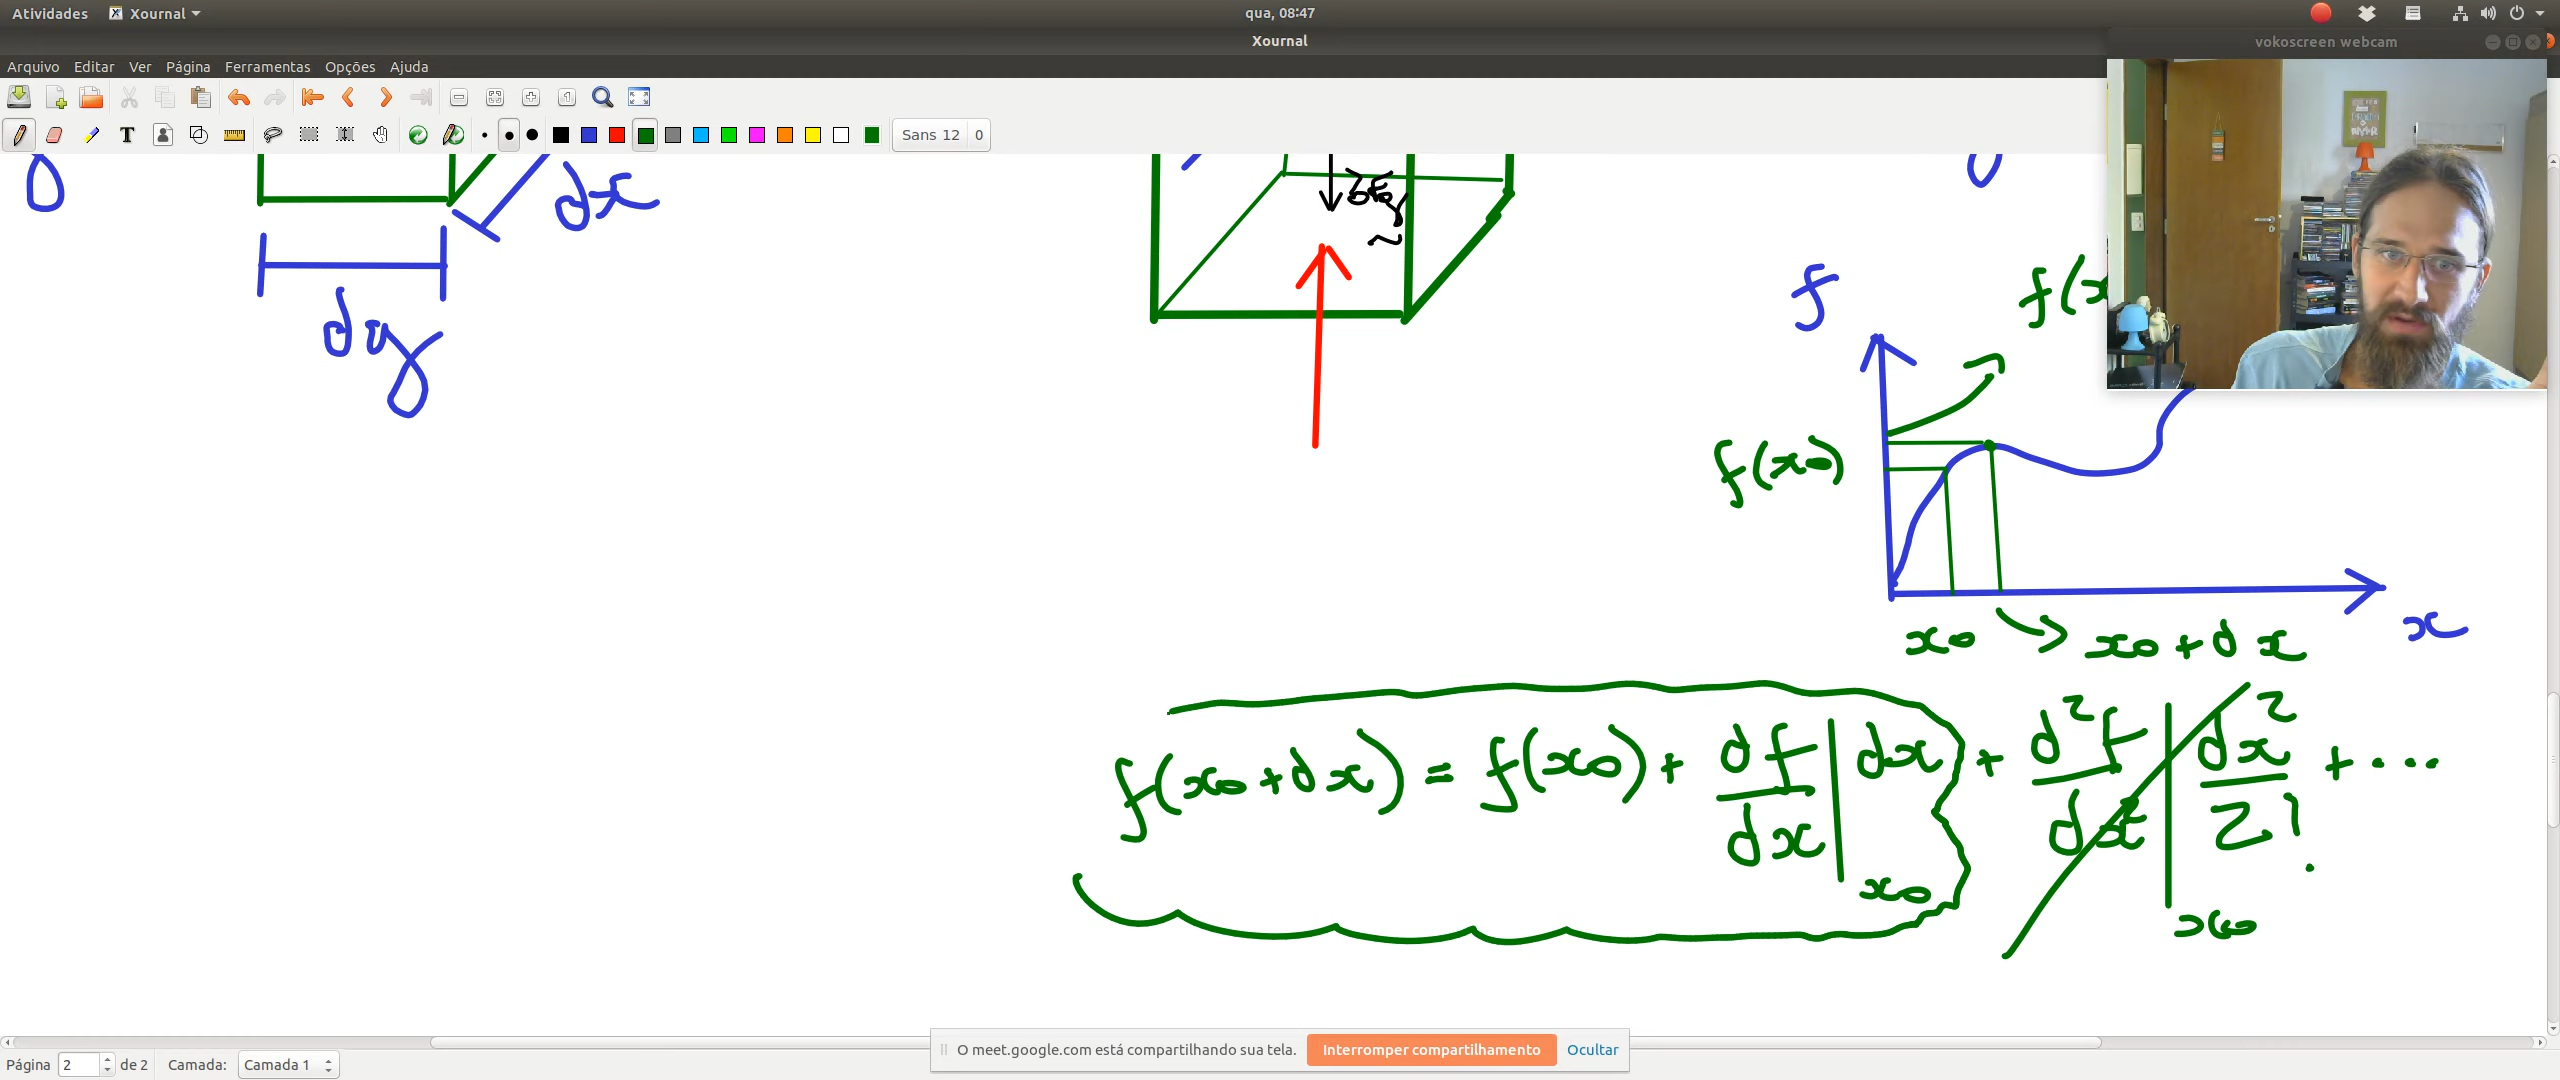 Atividades Xournal qua, 08:47
Xournal
vokoscreen webcam
Arquivo Editar Ver Página Ferramentas Opções Ajuda
Sans 12 0
dx
dy
f
f(x
f(x0)
x0 x0+dx x
f(x0+dx) = f(x0) + df/dx|x0 dx + d²f/dx²|x0 dx²/2! + ...
O meet.google.com está compartilhando sua tela. Interromper compartilhamento Ocultar
Página 2 de 2 Camada: Camada 1